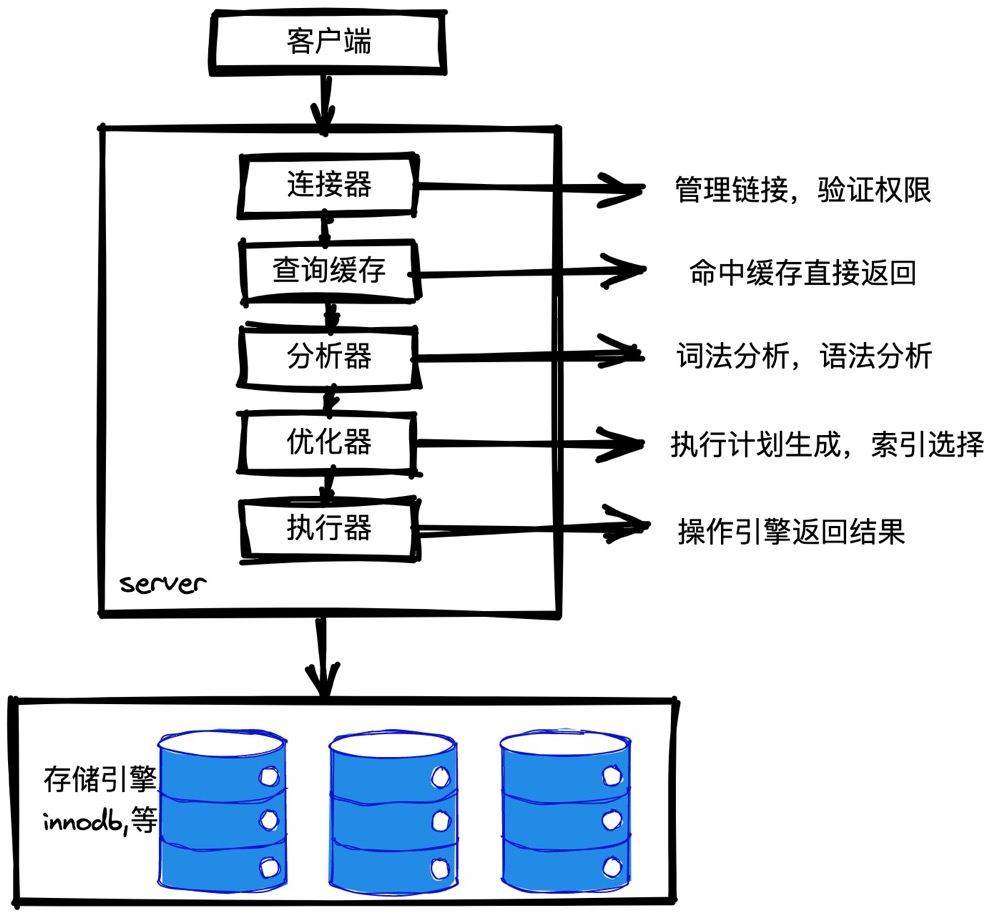 客户端
连接器
管理链接，验证权限
查询缓存
命中缓存直接返回
分析器
词法分析，语法分析
优化器
执行计划生成，索引选择
执行器
操作引擎返回结果
server
存储引擎
innodb,等